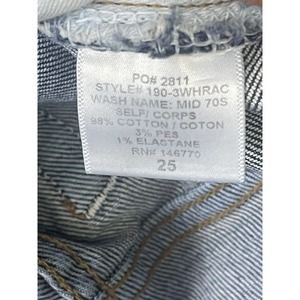 PO# 2811
STYLE# 190-3WHRAC
WASH NAME: MID 70S
SELF/ CORPS
98% COTTON / COTON
3% PES
1% ELASTANE
RN# 146770
25